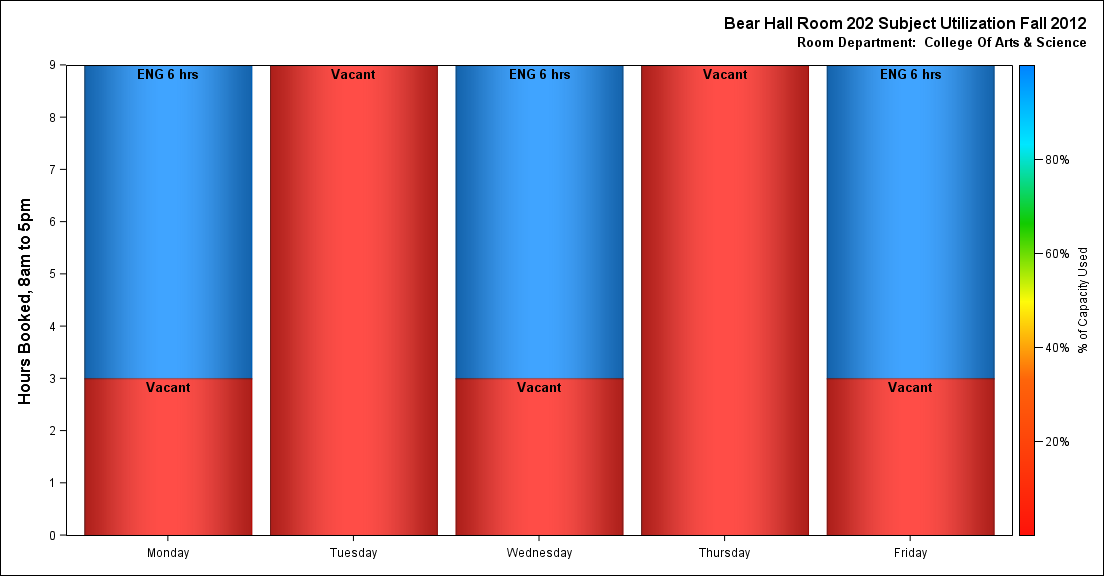 Bear Hall Room 202 Subject Utilization Fall 2012
Room Department:  College Of Arts & Science
Hours Booked, 8am to 5pm
9
8
7
6
5
4
3
2
1
0
ENG 6 hrs
Vacant
Vacant
ENG 6 hrs
Vacant
Vacant
ENG 6 hrs
Vacant
Monday
Tuesday
Wednesday
Thursday
Friday
80%
60%
40%
20%
% of Capacity Used